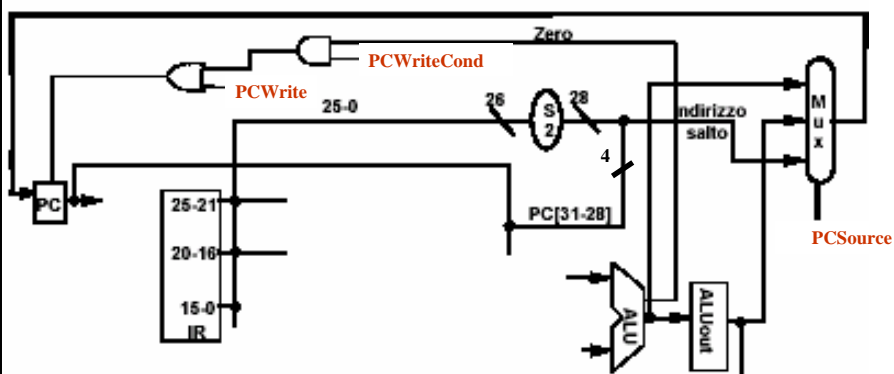 Zero
PCWriteCond
PCWrite
25-0
26
S
2
28
ndirizzo
salto
M
u
x
4
PC
25-21
PC[31-28]
PCSource
20-16
15-0
IR
ALU
ALUout